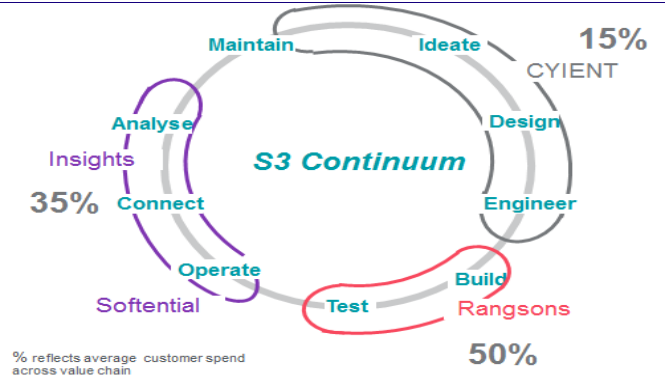 Maintain
Ideate
15%
CYIENT
Analyse
Design
Insights
S3 Continuum
35%
Connect
Engineer
Operate
Build
Softential
Test
Rangsons
50%
% reflects average customer spend
across value chain